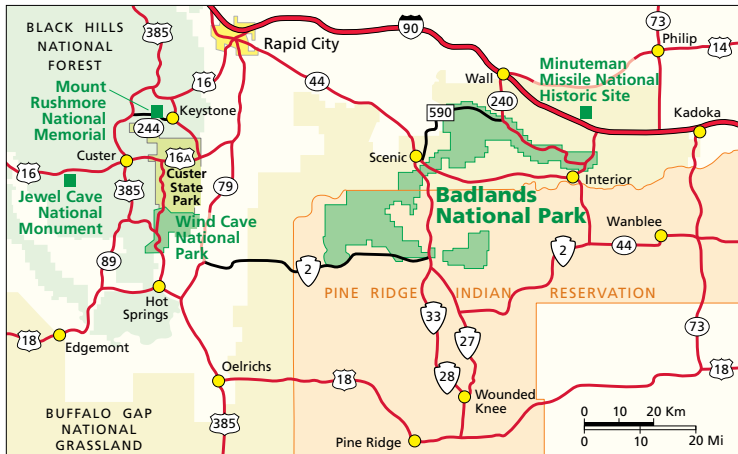 BLACK HILLS
NATIONAL
FOREST
385
16
Rapid City
90
73
Philip
14
Mount
Rushmore
National
Memorial
Keystone
244
44
Wall
240
590
Minuteman
Missile National
Historic Site
Kadoka
16
Custer
16A
Custer
State
Park
79
Scenic
Interior
385
Jewel Cave
National
Monument
Wind Cave
National
Park
Badlands
National Park
Wanblee
2
44
89
2
Hot
Springs
PINE RIDGE INDIAN RESERVATION
33
27
73
18
Edgemont
Oelrichs
18
28
Wounded
Knee
18
BUFFALO GAP
NATIONAL
GRASSLAND
385
Pine Ridge
0 10 20 Km
0 10 20 Mi